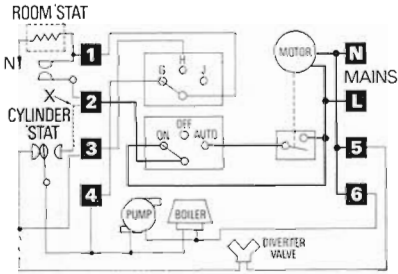 ROOM STAT
N
1
X
2
CYLINDER
STAT
3
4
H
G
J
OFF
ON
AUTO
MOTOR
N
MAINS
L
5
6
PUMP
BOILER
DIVERTER
VALVE